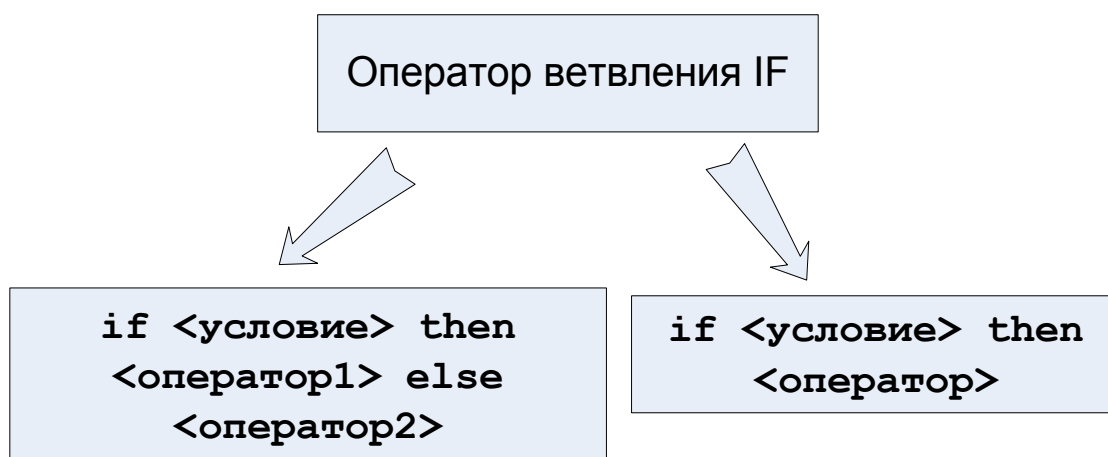 Оператор ветвления IF
if <условие> then
<оператор1> else
<оператор2>
if <условие> then
<оператор>